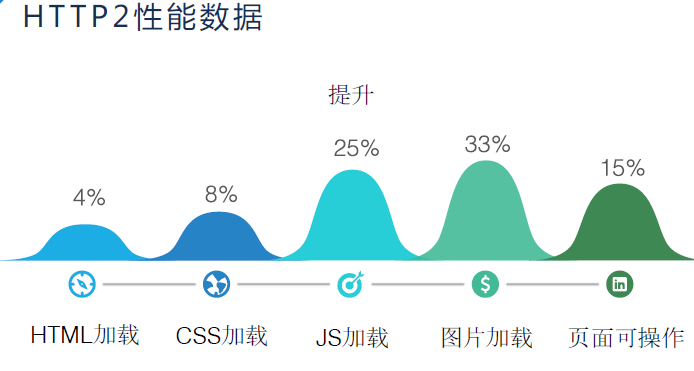 HTTP2性能数据
提升
4%
8%
25%
33%
15%
in
HTML加载
CSS加载
JS加载
图片加载
页面可操作